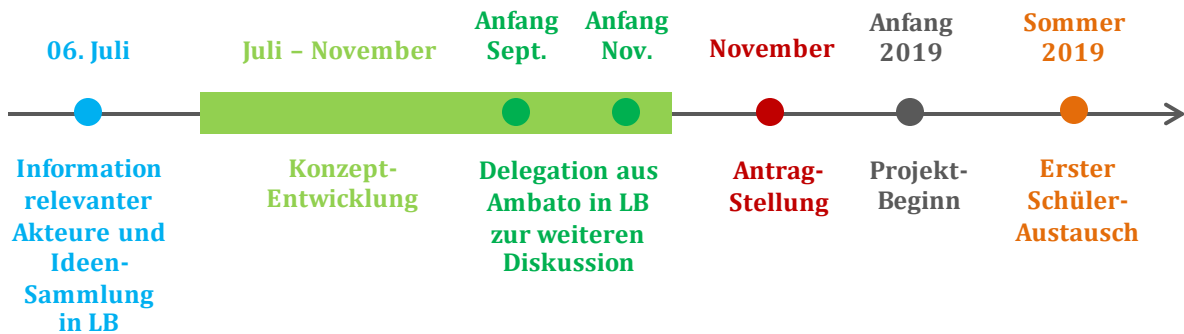 06. Juli
Juli – November
Anfang
Sept.
Anfang
Nov.
November
Anfang
2019
Sommer
2019
Information
relevanter
Akteure und
Ideen-
Sammlung
in LB
Konzept-
Entwicklung
Delegation aus
Ambato in LB
zur weiteren
Diskussion
Antrag-
Stellung
Projekt-
Beginn
Erster
Schüler-
Austausch